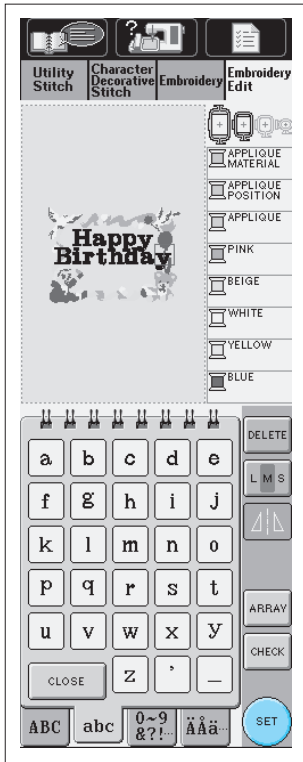 Utility
Stitch
Character
Decorative
Stitch
Embroidery
Embroidery
Edit
APPLIQUE
MATERIAL
APPLIQUE
POSITION
APPLIQUE
PINK
BEIGE
WHITE
YELLOW
BLUE
Happy
Birthday
DELETE
a b c d e
L M S
f g h i j
k l m n o
p q r s t
ARRAY
u v w x y
CHECK
CLOSE z ' _
ABC abc 0~9
&?!... ÄÅä...
SET